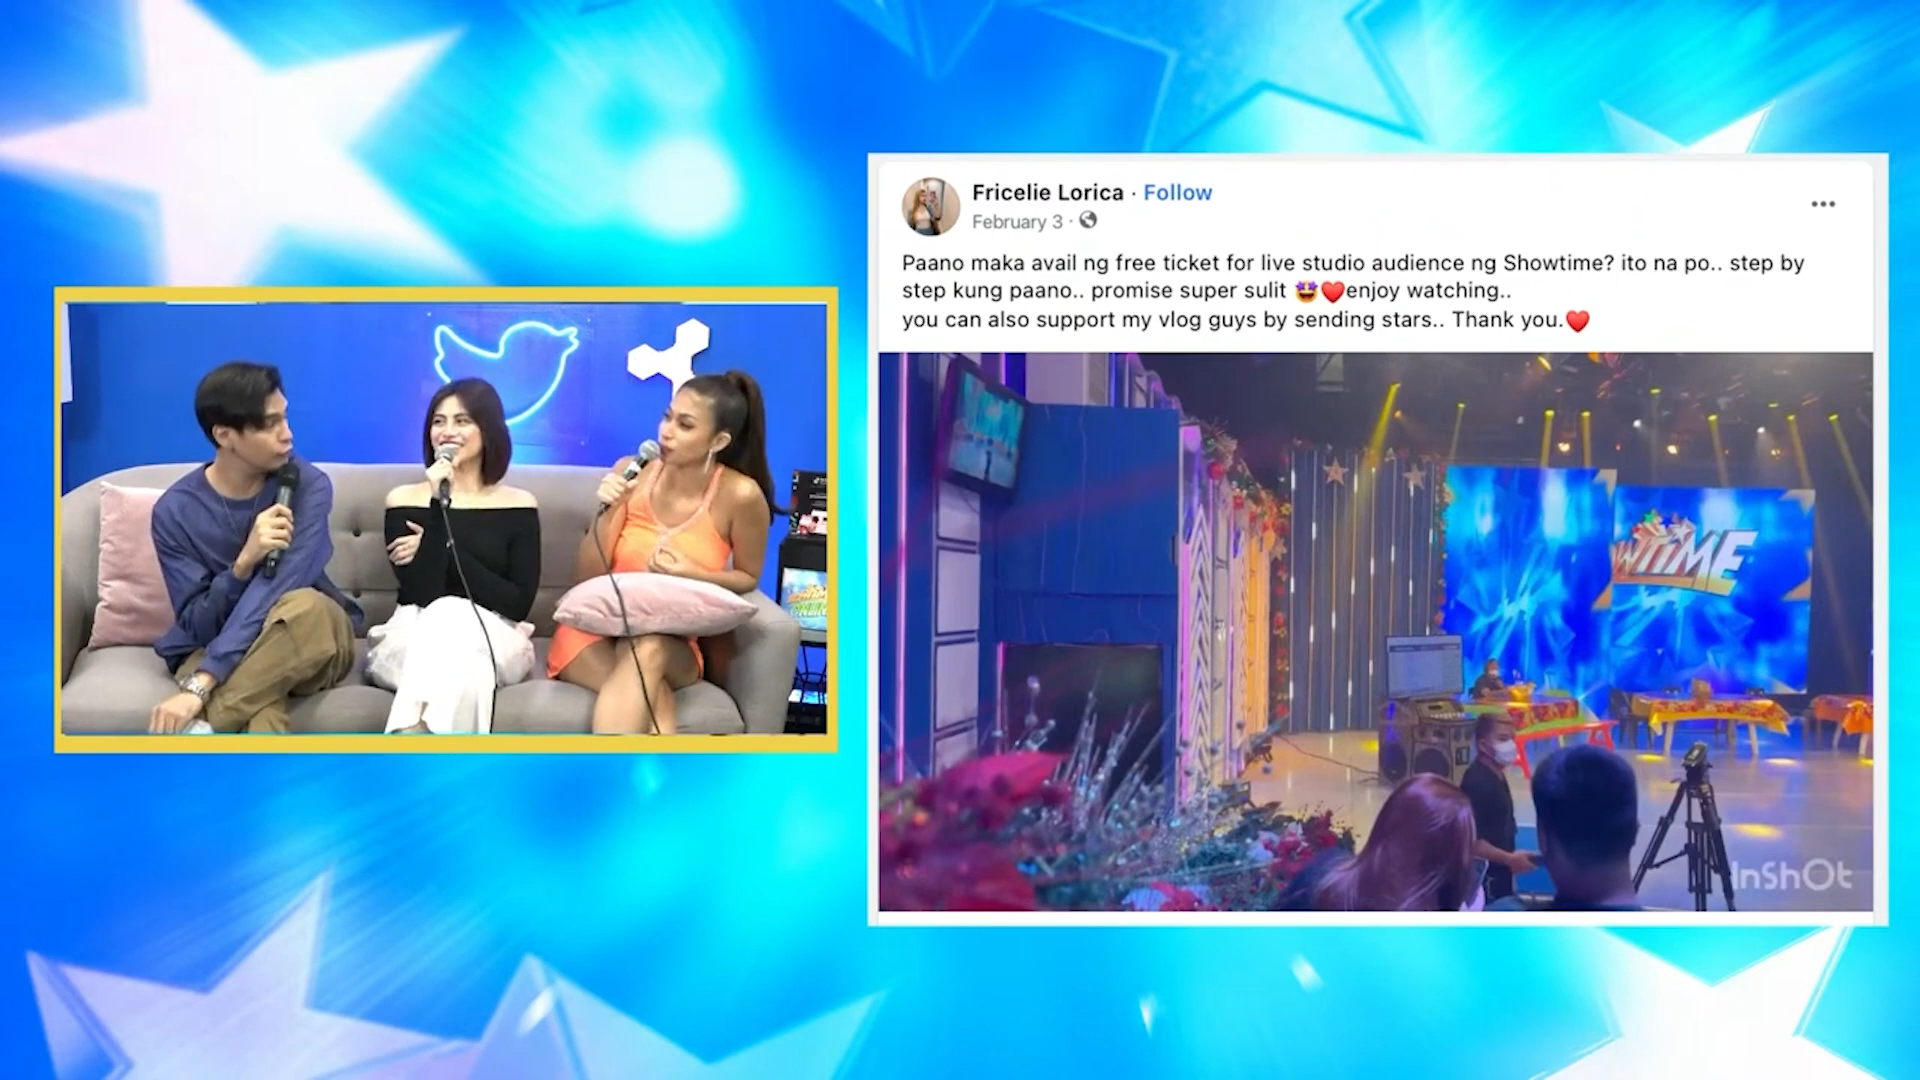 Fricelie Lorica · Follow
February 3 ·
Paano maka avail ng free ticket for live studio audience ng Showtime? ito na po.. step by
step kung paano.. promise super sulit 🤩❤️enjoy watching..
you can also support my vlog guys by sending stars.. Thank you.❤️
WTIME
InShOt